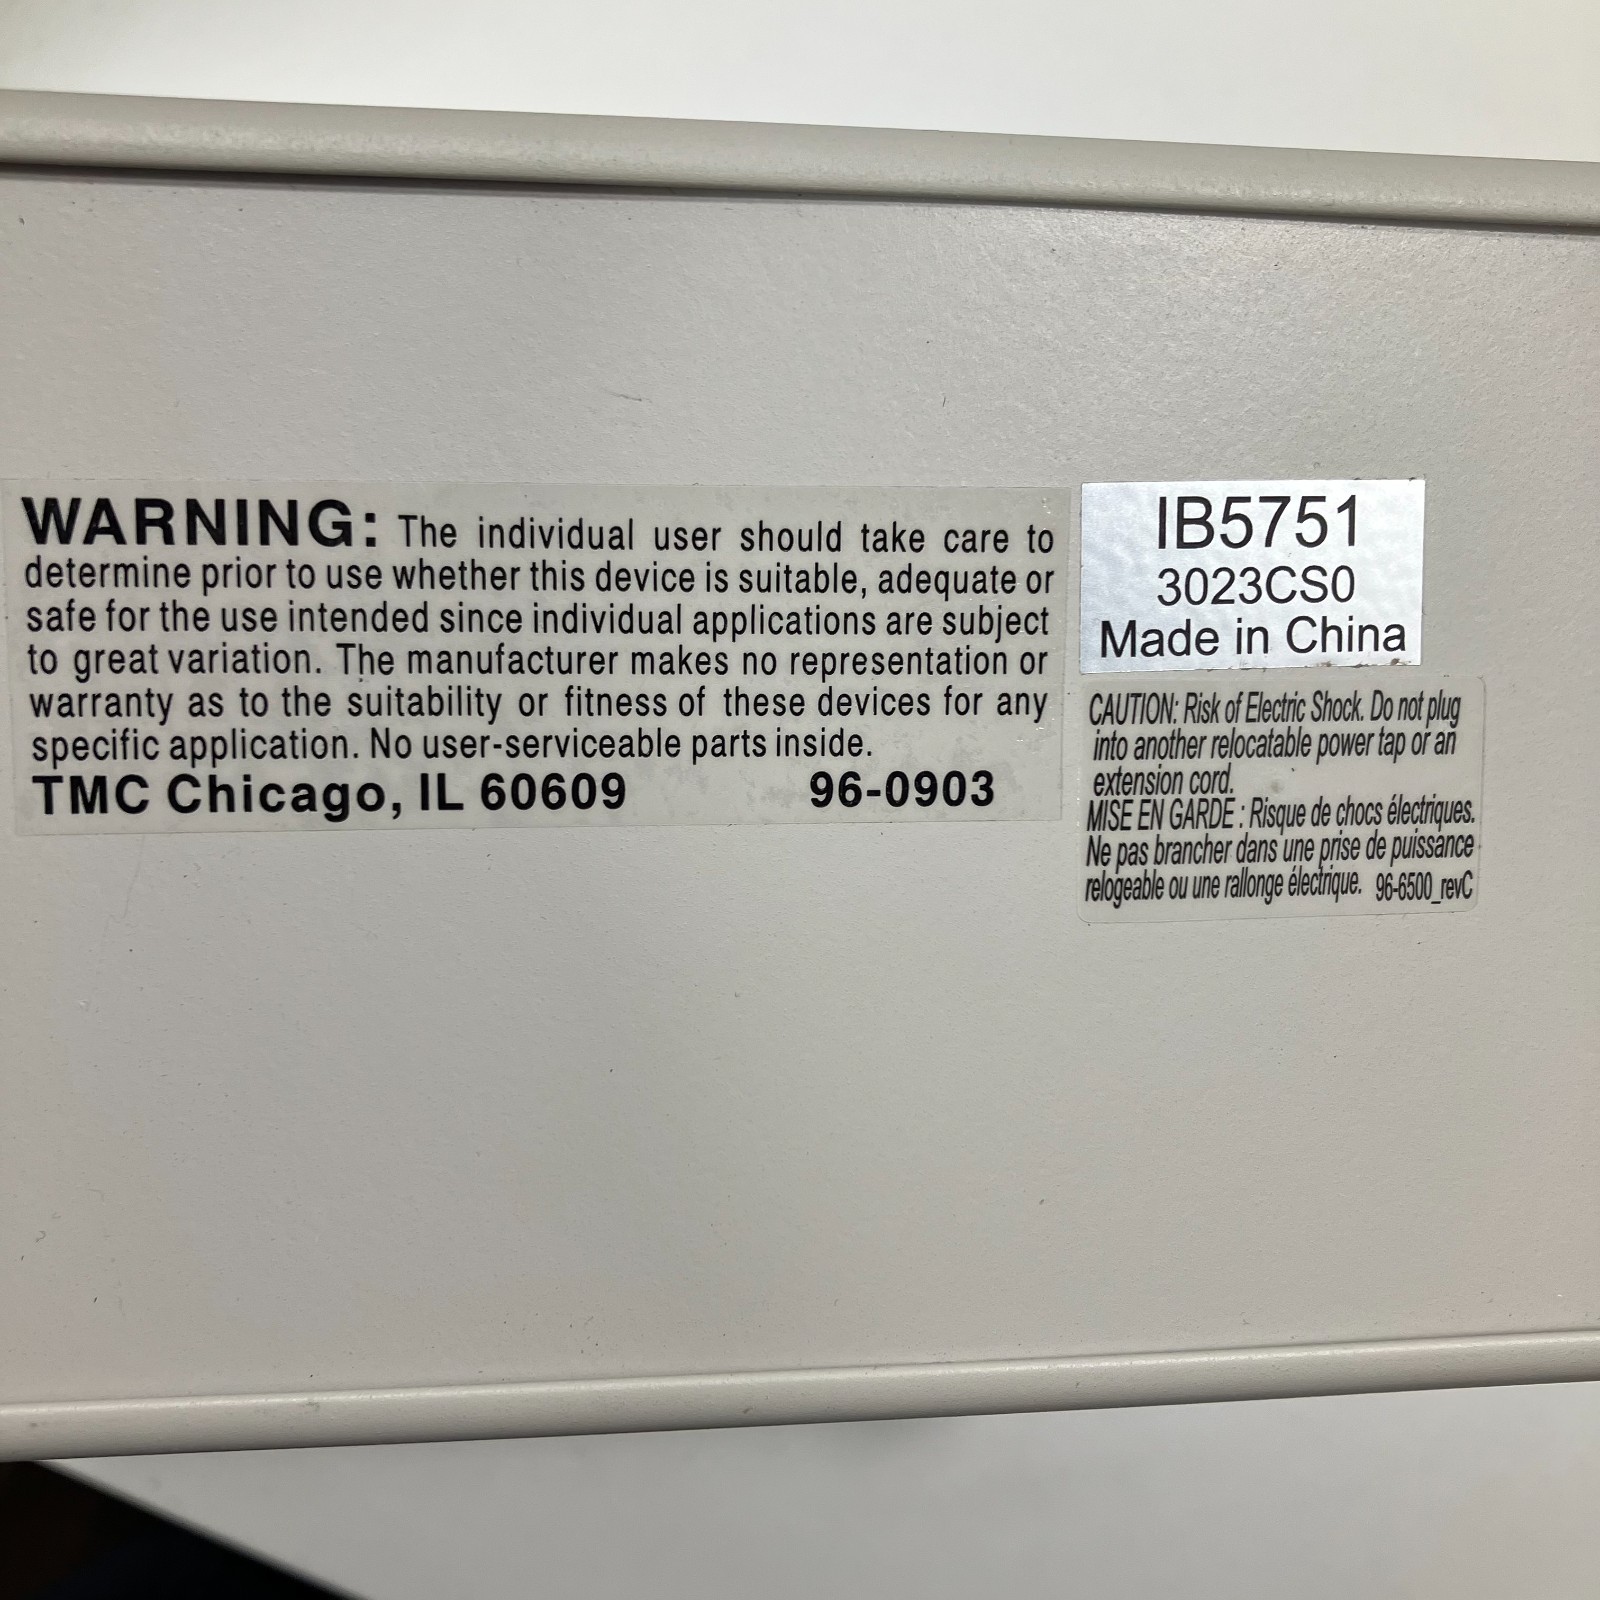 WARNING: The individual user should take care to
determine prior to use whether this device is suitable, adequate or
safe for the use intended since individual applications are subject
to great variation. The manufacturer makes no representation or
warranty as to the suitability or fitness of these devices for any
specific application. No user-serviceable parts inside.
TMC Chicago, IL 60609 96-0903
IB5751
3023CS0
Made in China
CAUTION: Risk of Electric Shock. Do not plug
into another relocatable power tap or an
extension cord.
MISE EN GARDE : Risque de chocs électriques.
Ne pas brancher dans une prise de puissance
relogeable ou une rallonge électrique. 96-6500_revC